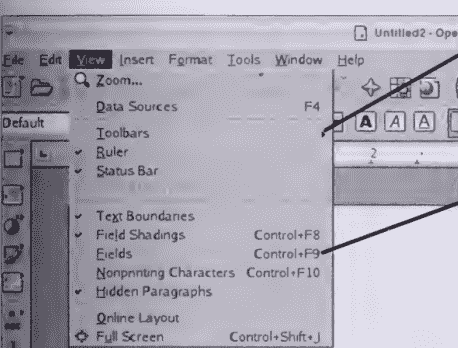 Untitled2 - Ope
File Edit View Insert Format Tools Window Help
Zoom...
Data Sources F4
Default
Toolbars
Ruler
Status Bar
Text Boundaries
Field Shadings Control+F8
Fields Control+F9
Nonprinting Characters Control+F10
Hidden Paragraphs
Online Layout
Full Screen Control+Shift+J
A A A
2